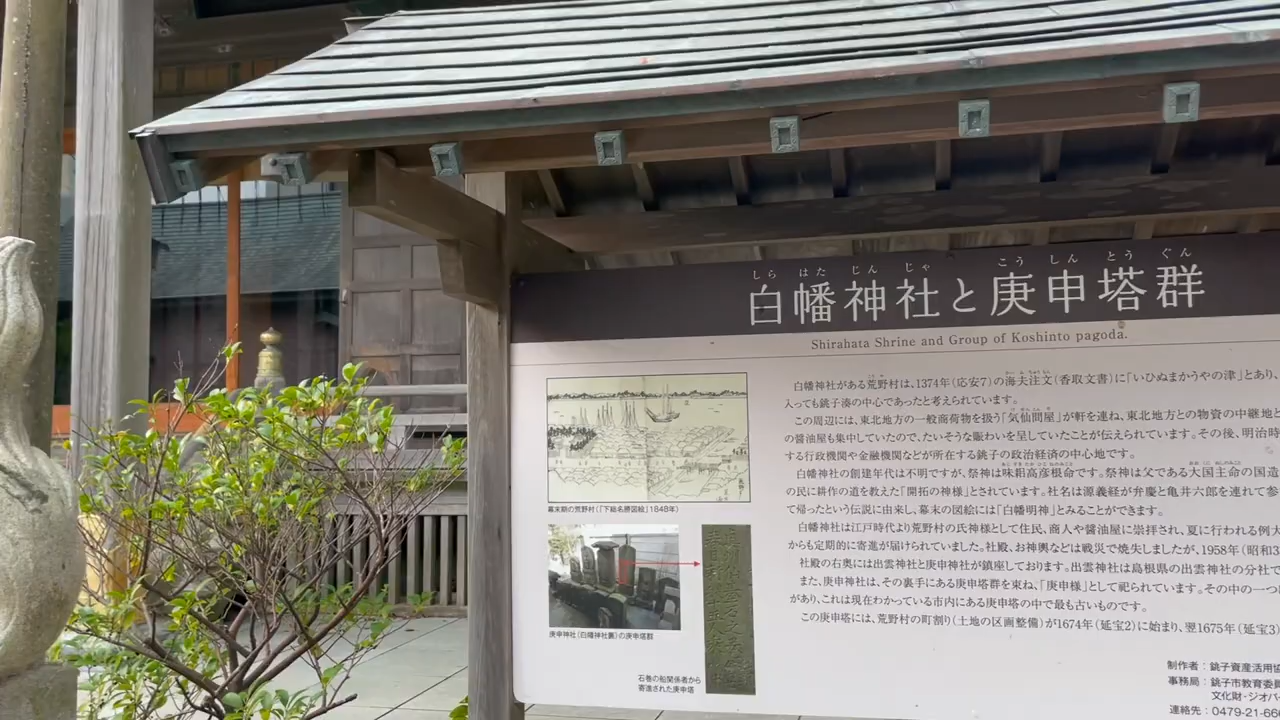 しら はた じん じゃ こう しん とう ぐん
白幡神社と庚申塔群
Shirahata Shrine and Group of Koshinto pagoda.
白幡神社がある荒野村は、1374年(応安7)の海夫注文(香取文書)に「いひぬまかうやの津」とあり、
入っても銚子湊の中心であったと考えられています。
この周辺には、東北地方の一般商荷物を扱う「気仙問屋」が軒を連ね、東北地方との物資の中継地と
の醤油屋も集中していたので、たいそうな賑わいを呈していたことが伝えられています。その後、明治時
する行政機関や金融機関などが所在する銚子の政治経済の中心地です。
白幡神社の創建年代は不明ですが、祭神は味耜高彦根命です。祭神は父である大国主命の国造
の民に耕作の道を教えた「開拓の神様」とされています。社名は源義経が弁慶と亀井六郎を連れて参
て帰ったという伝説に由来し、幕末の図絵には「白幡明神」とみることができます。
白幡神社は江戸時代より荒野村の氏神様として住民、商人や醤油屋に崇拝され、夏に行われる例大
からも定期的に寄進が届けられていました。社殿、お神輿などは戦災で焼失しましたが、1958年(昭和3
社殿の右奥には出雲神社と庚申神社が鎮座しております。出雲神社は島根県の出雲神社の分社で
また、庚申神社は、その裏手にある庚申塔群を束ね、「庚申様」として祀られています。その中の一つ
があり、これは現在わかっている市内にある庚申塔の中で最も古いものです。
この庚申塔には、荒野村の町割り(土地の区画整備)が1674年(延宝2)に始まり、翌1675年(延宝3)
幕末期の荒野村(「下総名勝図絵」1848年)
庚申神社(白幡神社裏)の庚申塔群
石巻の船関係者から
寄進された庚申塔
制作者:銚子資産活用協
事務局:銚子市教育委員
文化財・ジオパ
連絡先:0479-21-66